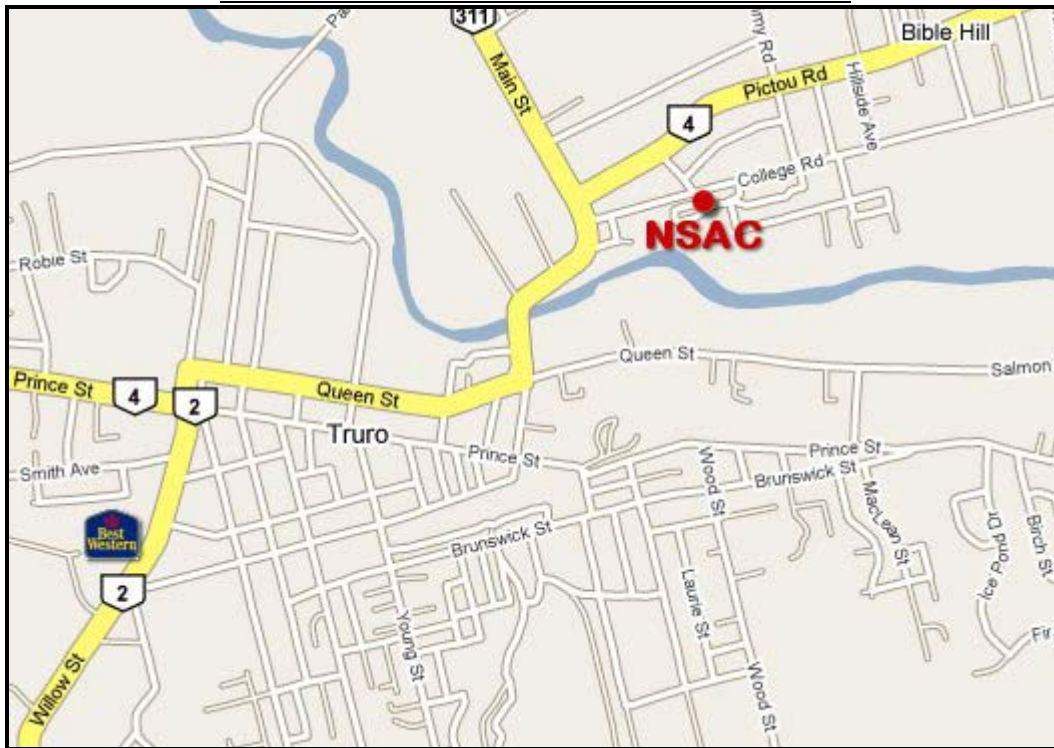 311
Main St
Bible Hill
Pictou Rd
Hillside Ave
4
College Rd
NSAC
Robie St
Queen St
Salmon
Prince St
4
2
Queen St
Truro
Prince St
Prince St
Smith Ave
Wood St
Brunswick St
MacLean St
Best
Western
Brunswick St
Ice Pond Dr
Birch St
2
Laurie St
Young St
Fir
Willow St
Wood St